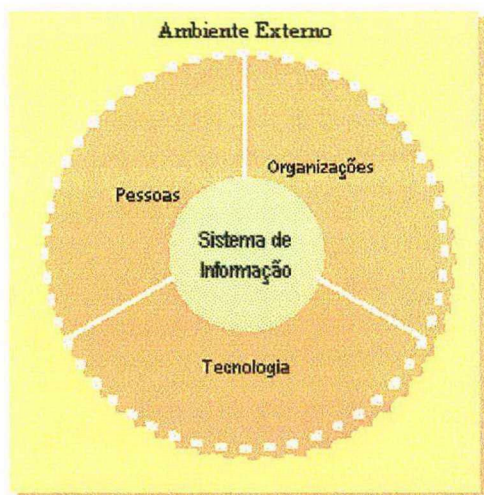 Ambiente Externo
Organizações
Pessoas
Sistema de
Informação
Tecnologia